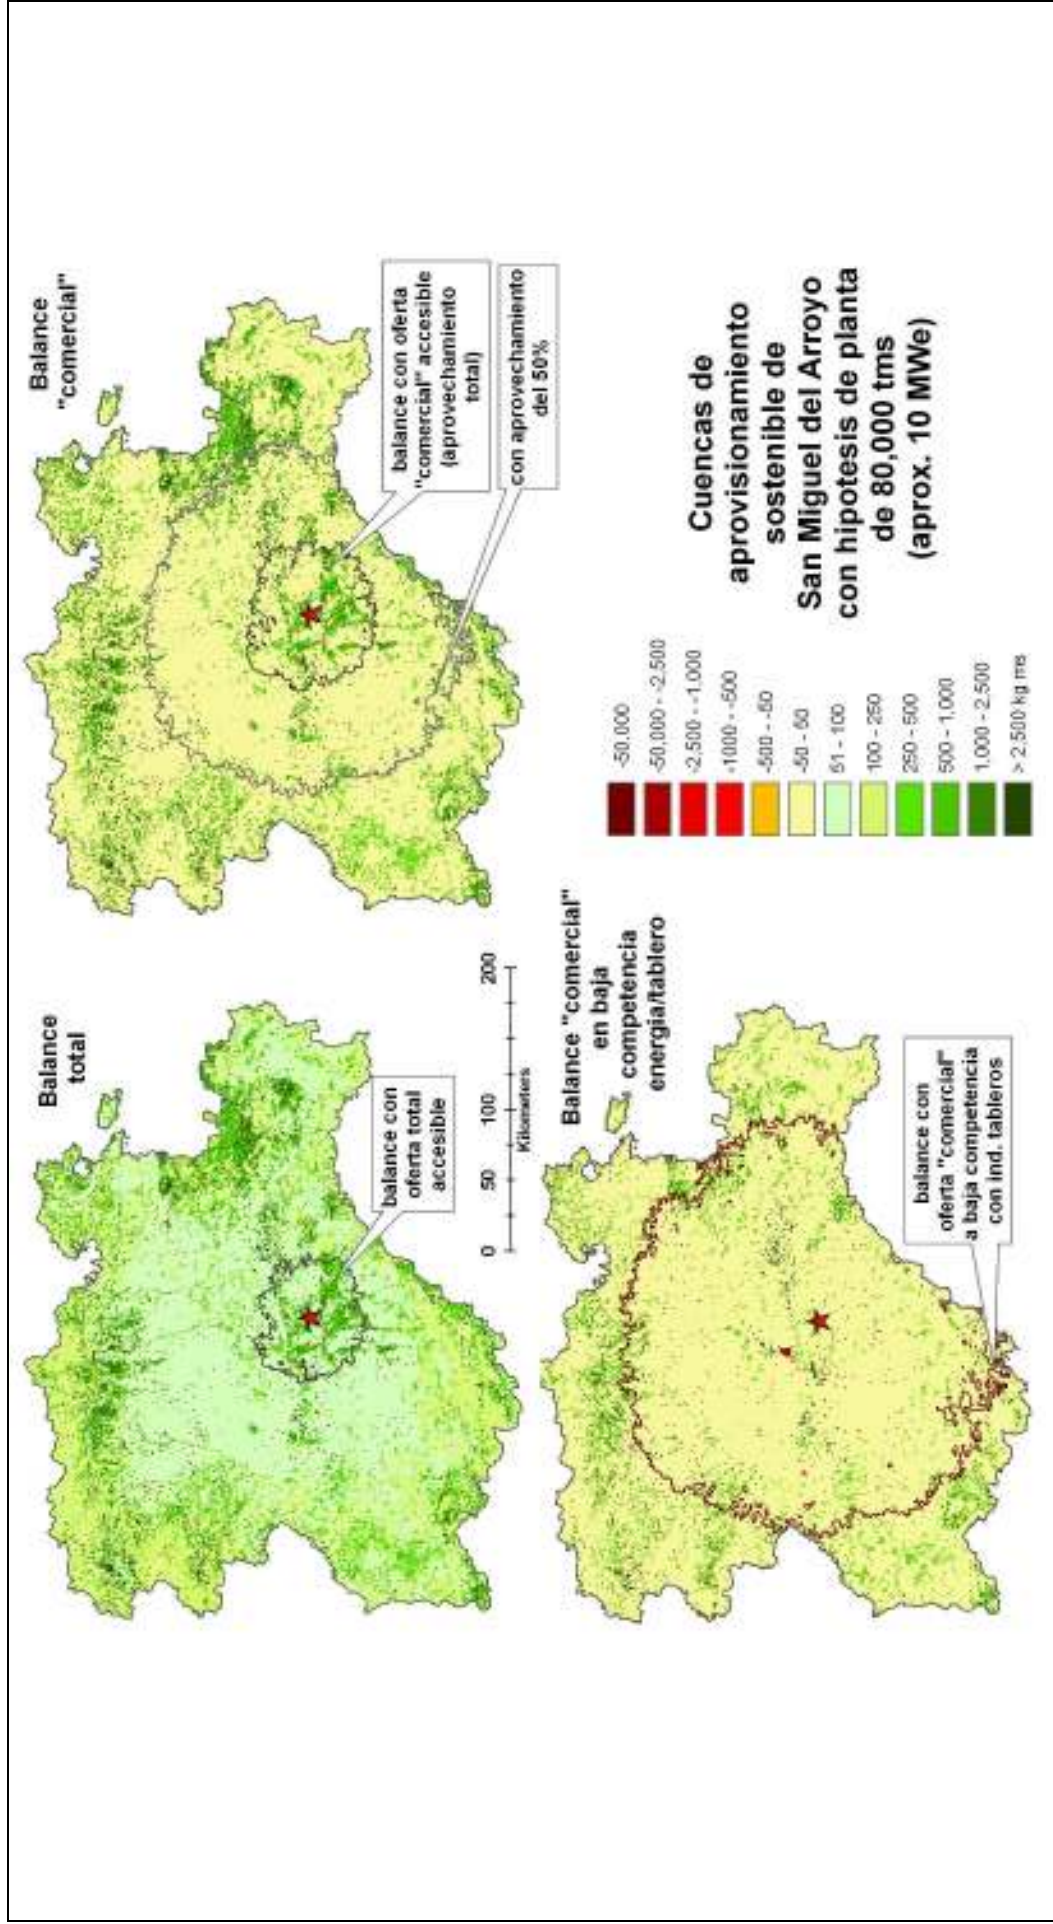 Balance
total
balance con
oferta total
accesible
0 50 100 200
Kilometers
Balance
"comercial"
balance con oferta
"comercial" accesible
(aprovechamiento
total)
con aprovechamiento
del 50%
Balance "comercial"
en baja
competencia
energia/tablero
balance con
oferta "comercial"
a baja competencia
con ind. tableros
-50,000
-50,000 - -2,500
-2,500 - -1,000
-1000 - -500
-500 - -50
-50 - 50
51 - 100
100 - 250
250 - 500
500 - 1,000
1,000 - 2,500
> 2,500 kg ms
Cuencas de
aprovisionamiento
sostenible de
San Miguel del Arroyo
con hipotesis de planta
de 80,000 tms
(aprox. 10 MWe)